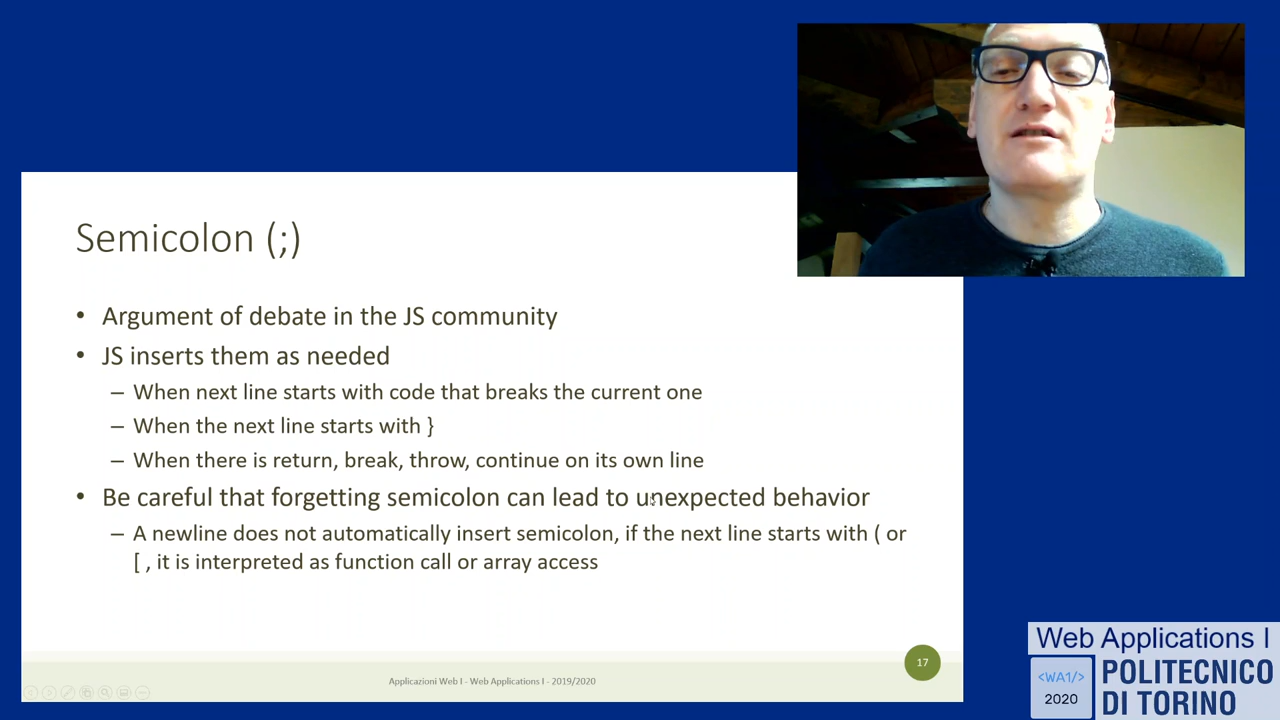 Semicolon (;)
• Argument of debate in the JS community
• JS inserts them as needed
– When next line starts with code that breaks the current one
– When the next line starts with }
– When there is return, break, throw, continue on its own line
• Be careful that forgetting semicolon can lead to unexpected behavior
– A newline does not automatically insert semicolon, if the next line starts with ( or
[ , it is interpreted as function call or array access
17
Applicazioni Web I - Web Applications I - 2019/2020
Web Applications I
<WA1/>
2020
POLITECNICO
DI TORINO